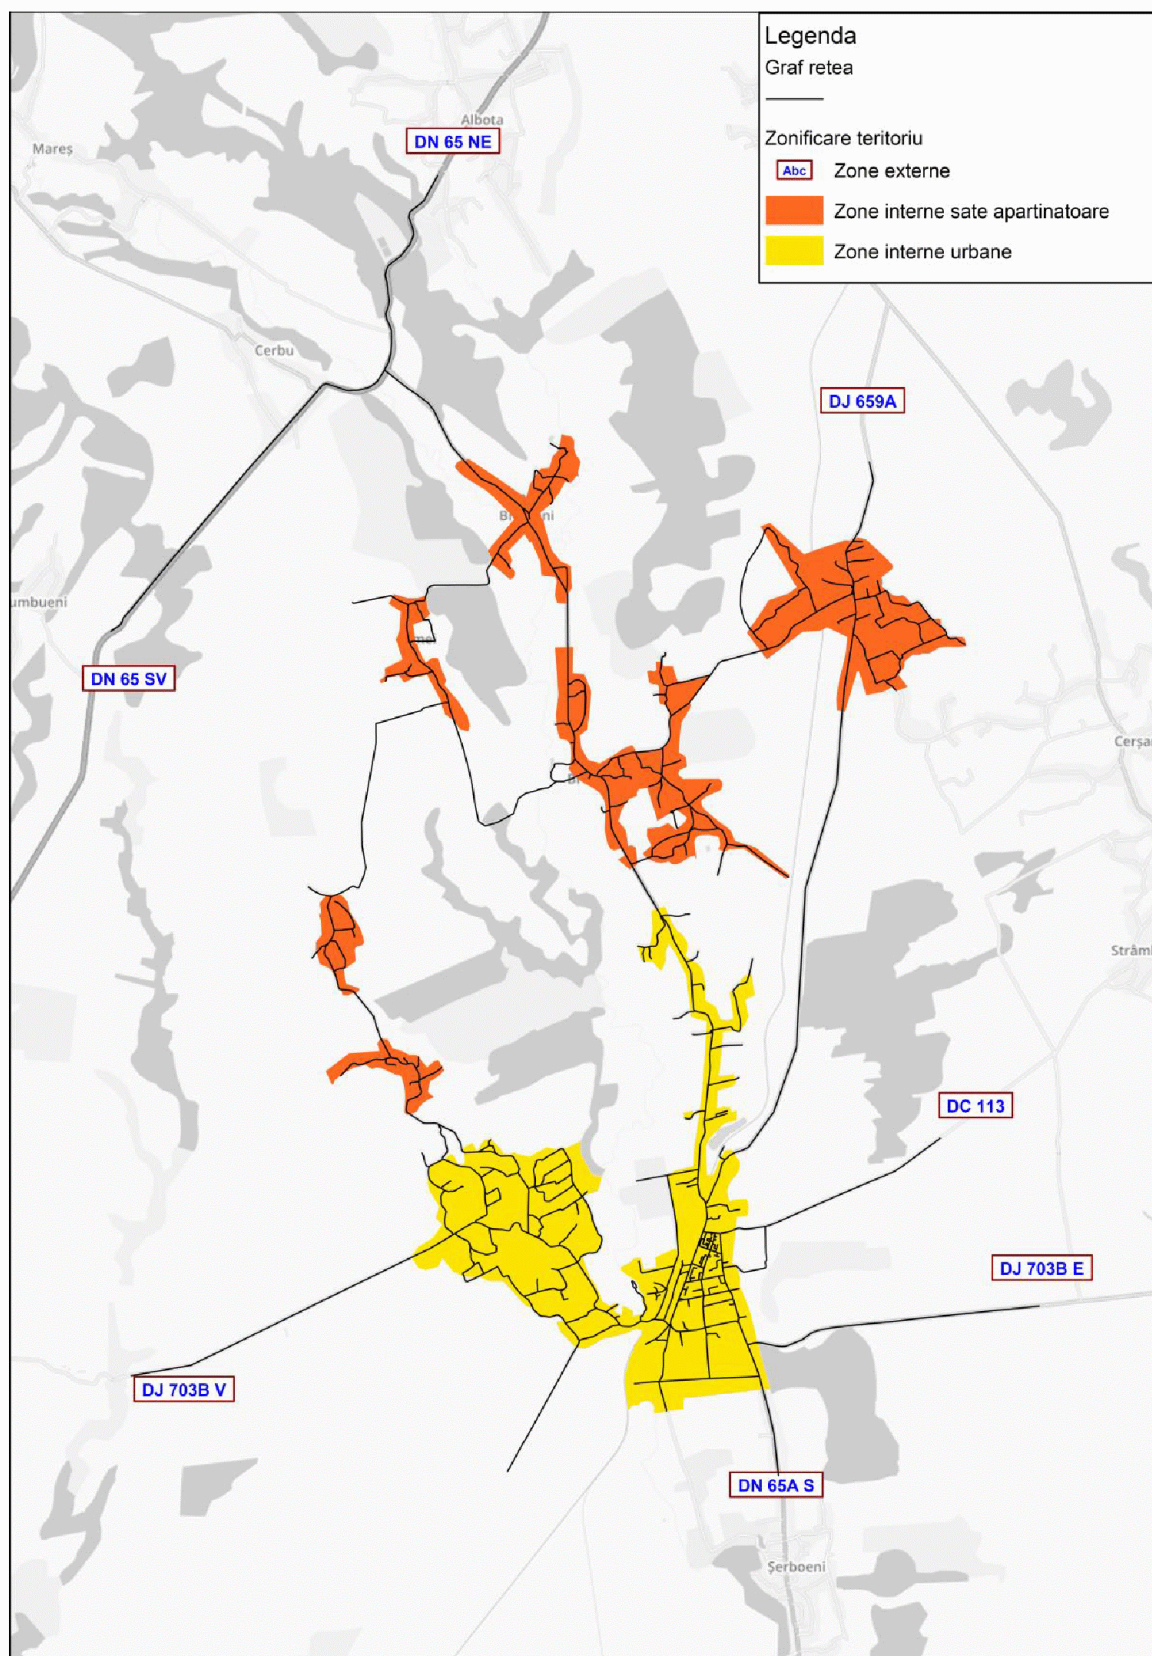 Legenda
Graf retea
Zonificare teritoriu
Abc Zone externe
Zone interne sate apartinatoare
Zone interne urbane
Albota
DN 65 NE
Mareș
Cerbu
DJ 659A
umbueni
DN 65 SV
Cerșa
Strâm
DC 113
DJ 703B E
DJ 703B V
DN 65A S
Șerboeni